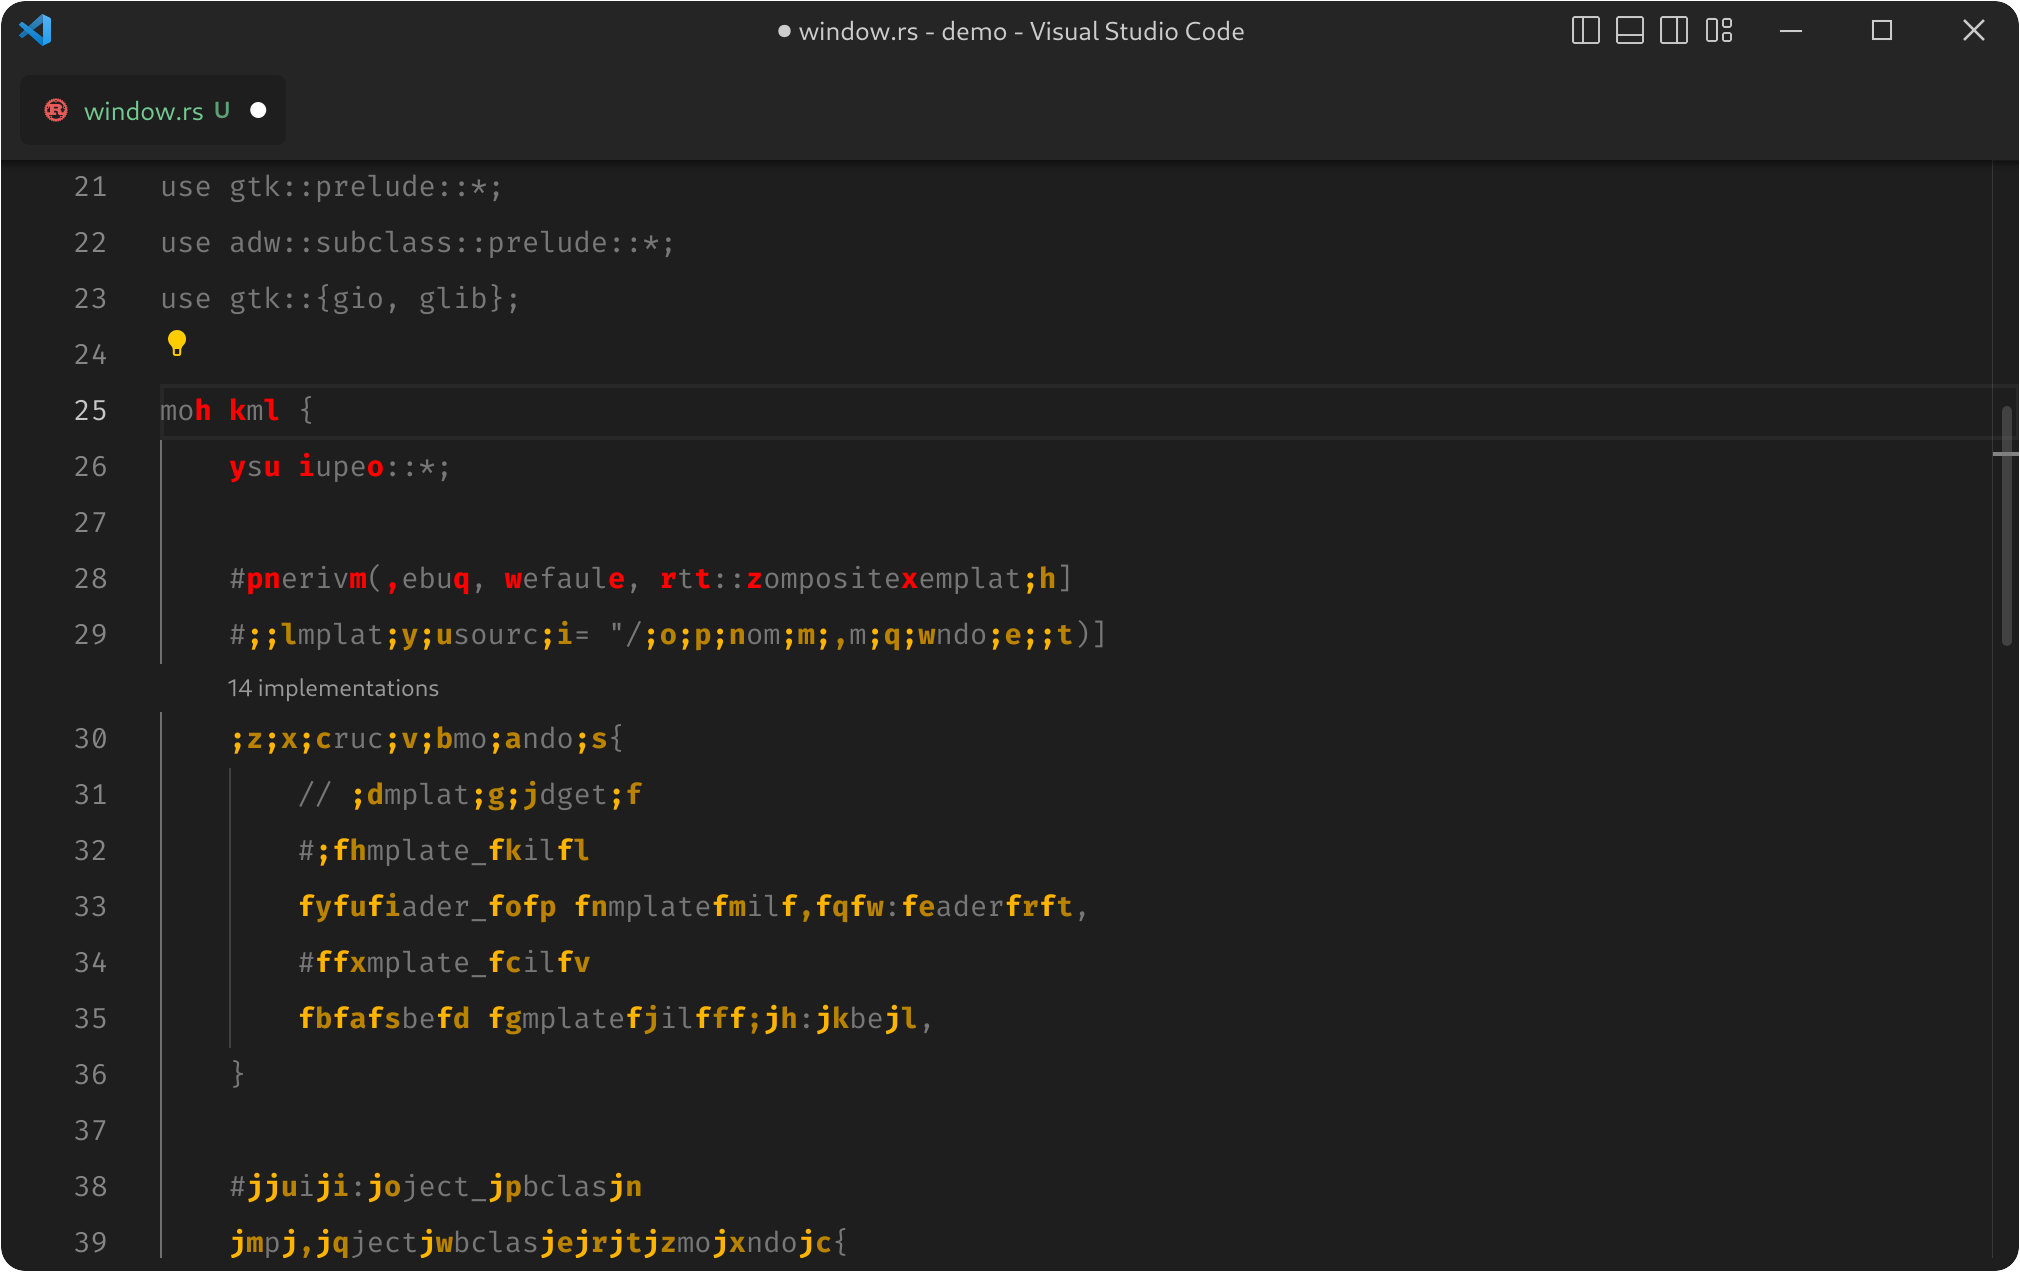 ● window.rs - demo - Visual Studio Code
window.rs U ●
21 use gtk::prelude::*;
22 use adw::subclass::prelude::*;
23 use gtk::{gio, glib};
24
25 moh kml {
26 ysu iupeo::*;
27
28 #pnerivm(,ebuq, wefaule, rtt::zompositexemplat;h]
29 #;;lmplat;y;usourc;i= "/;o;p;nom;m;,m;q;wndo;e;;t)]
14 implementations
30 ;z;x;cruc;v;bmo;ando;s{
31 // ;dmplat;g;jdget;f
32 #;fhmplate_fkilfl
33 fyfufiader_fofp fnmplatefmilf,fqfw:feaderfrft,
34 #ffxmplate_fcilfv
35 fbfafsbefd fgmplatefjilfff;jh:jkbejl,
36 }
37
38 #jjuiji:joject_jpbclasjn
39 jmpj,jqjectjwbclasjejrjtjzmojxndojc{